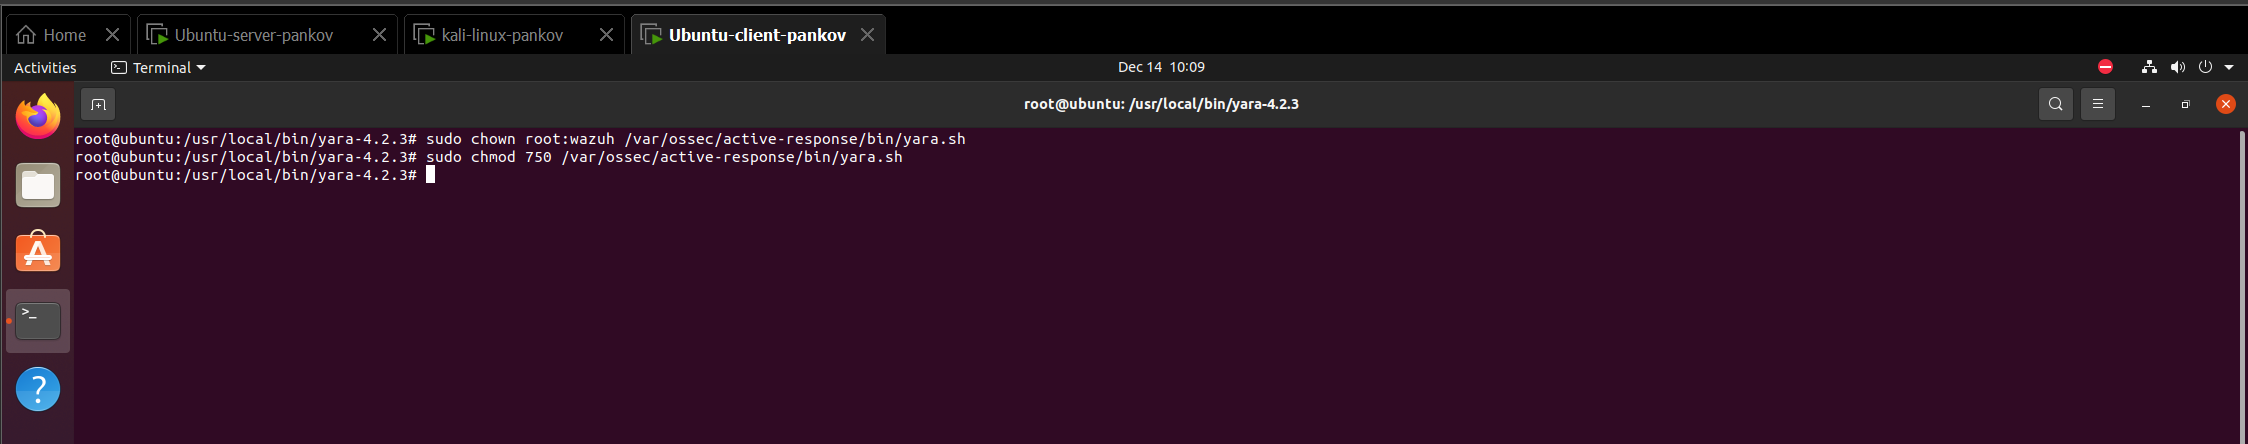 Home
Ubuntu-server-pankov
kali-linux-pankov
Ubuntu-client-pankov
Activities
Terminal
Dec 14 10:09
root@ubuntu: /usr/local/bin/yara-4.2.3
root@ubuntu:/usr/local/bin/yara-4.2.3# sudo chown root:wazuh /var/ossec/active-response/bin/yara.sh
root@ubuntu:/usr/local/bin/yara-4.2.3# sudo chmod 750 /var/ossec/active-response/bin/yara.sh
root@ubuntu:/usr/local/bin/yara-4.2.3#